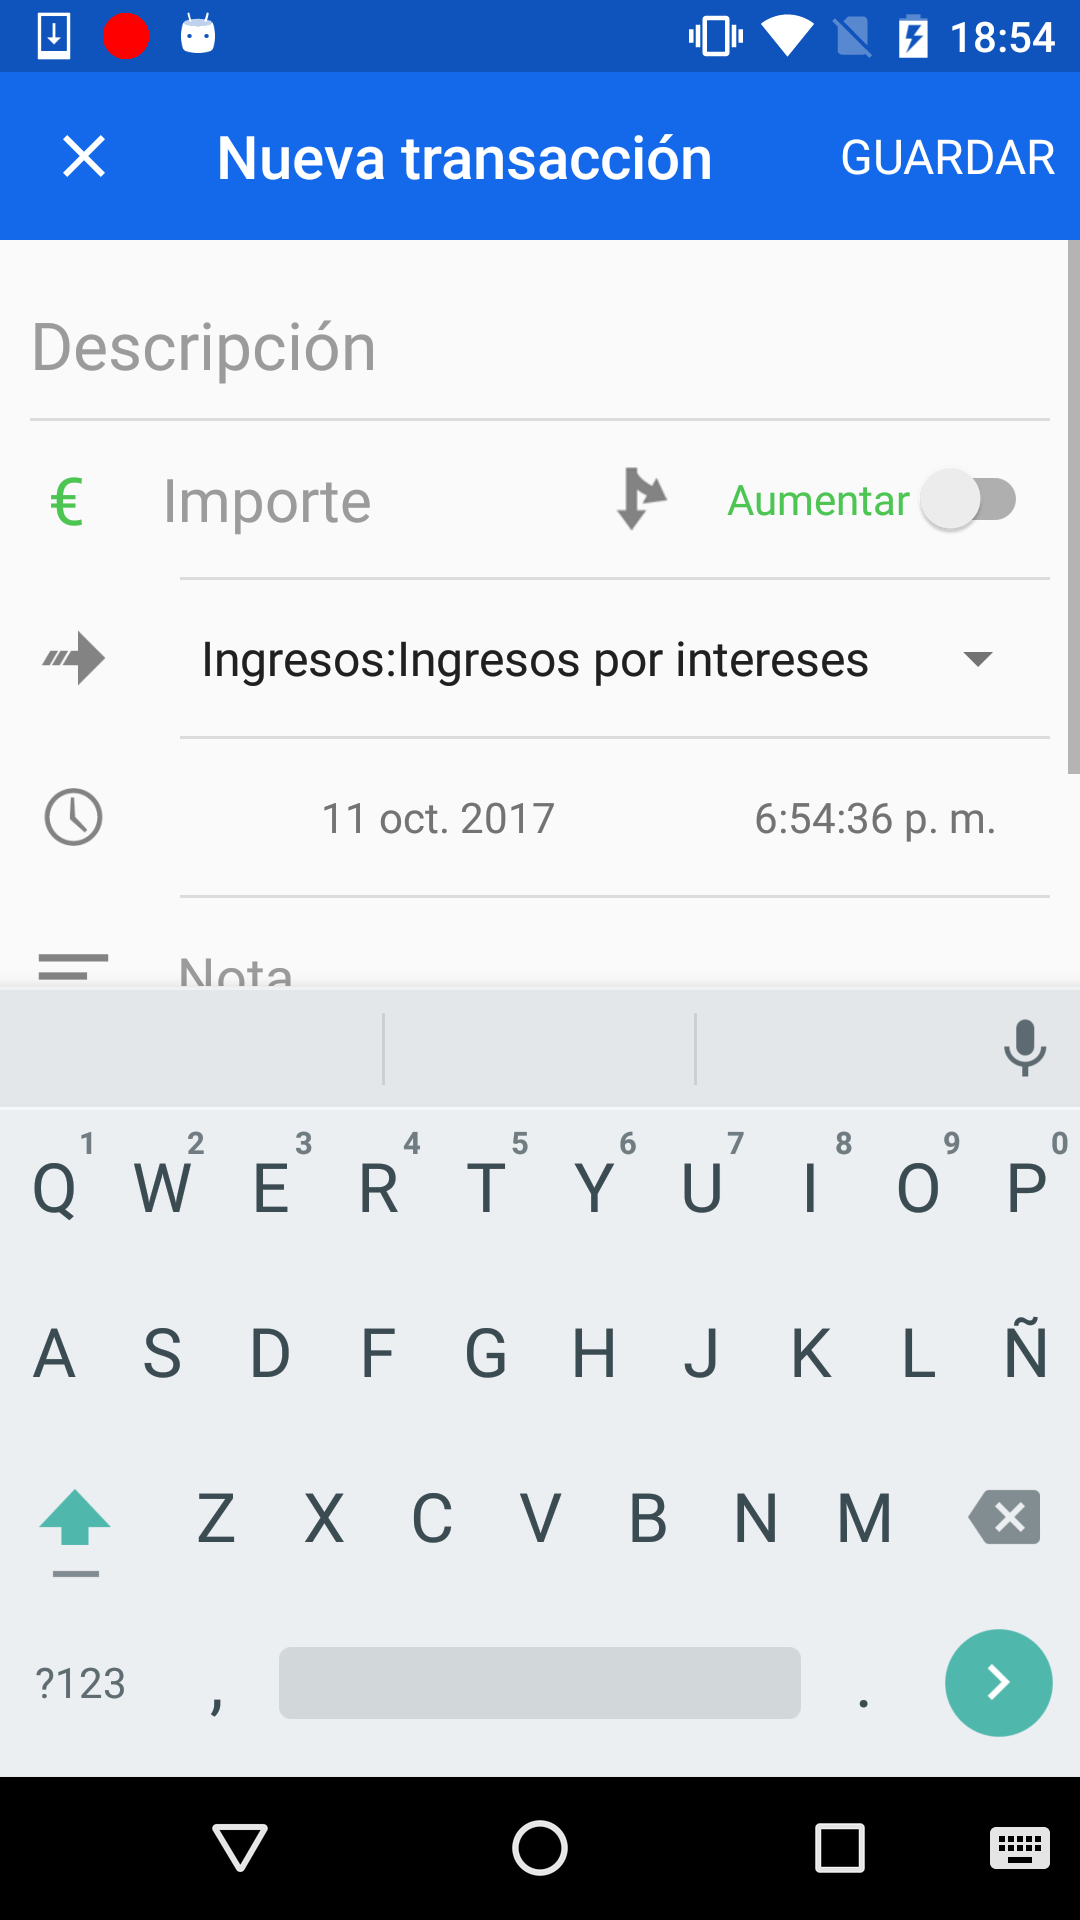 18:54
Nueva transacción GUARDAR
Descripción
€ Importe Aumentar
Ingresos:Ingresos por intereses
11 oct. 2017 6:54:36 p. m.
Nota
1 2 3 4 5 6 7 8 9 0
Q W E R T Y U I O P
A S D F G H J K L Ñ
Z X C V B N M
?123 , .